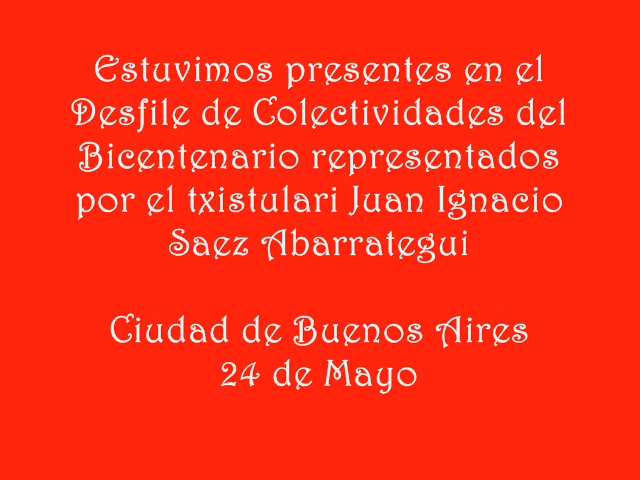 Estuvimos presentes en el
Desfile de Colectividades del
Bicentenario representados
por el txistulari Juan Ignacio
Saez Abarrategui
Ciudad de Buenos Aires
24 de Mayo